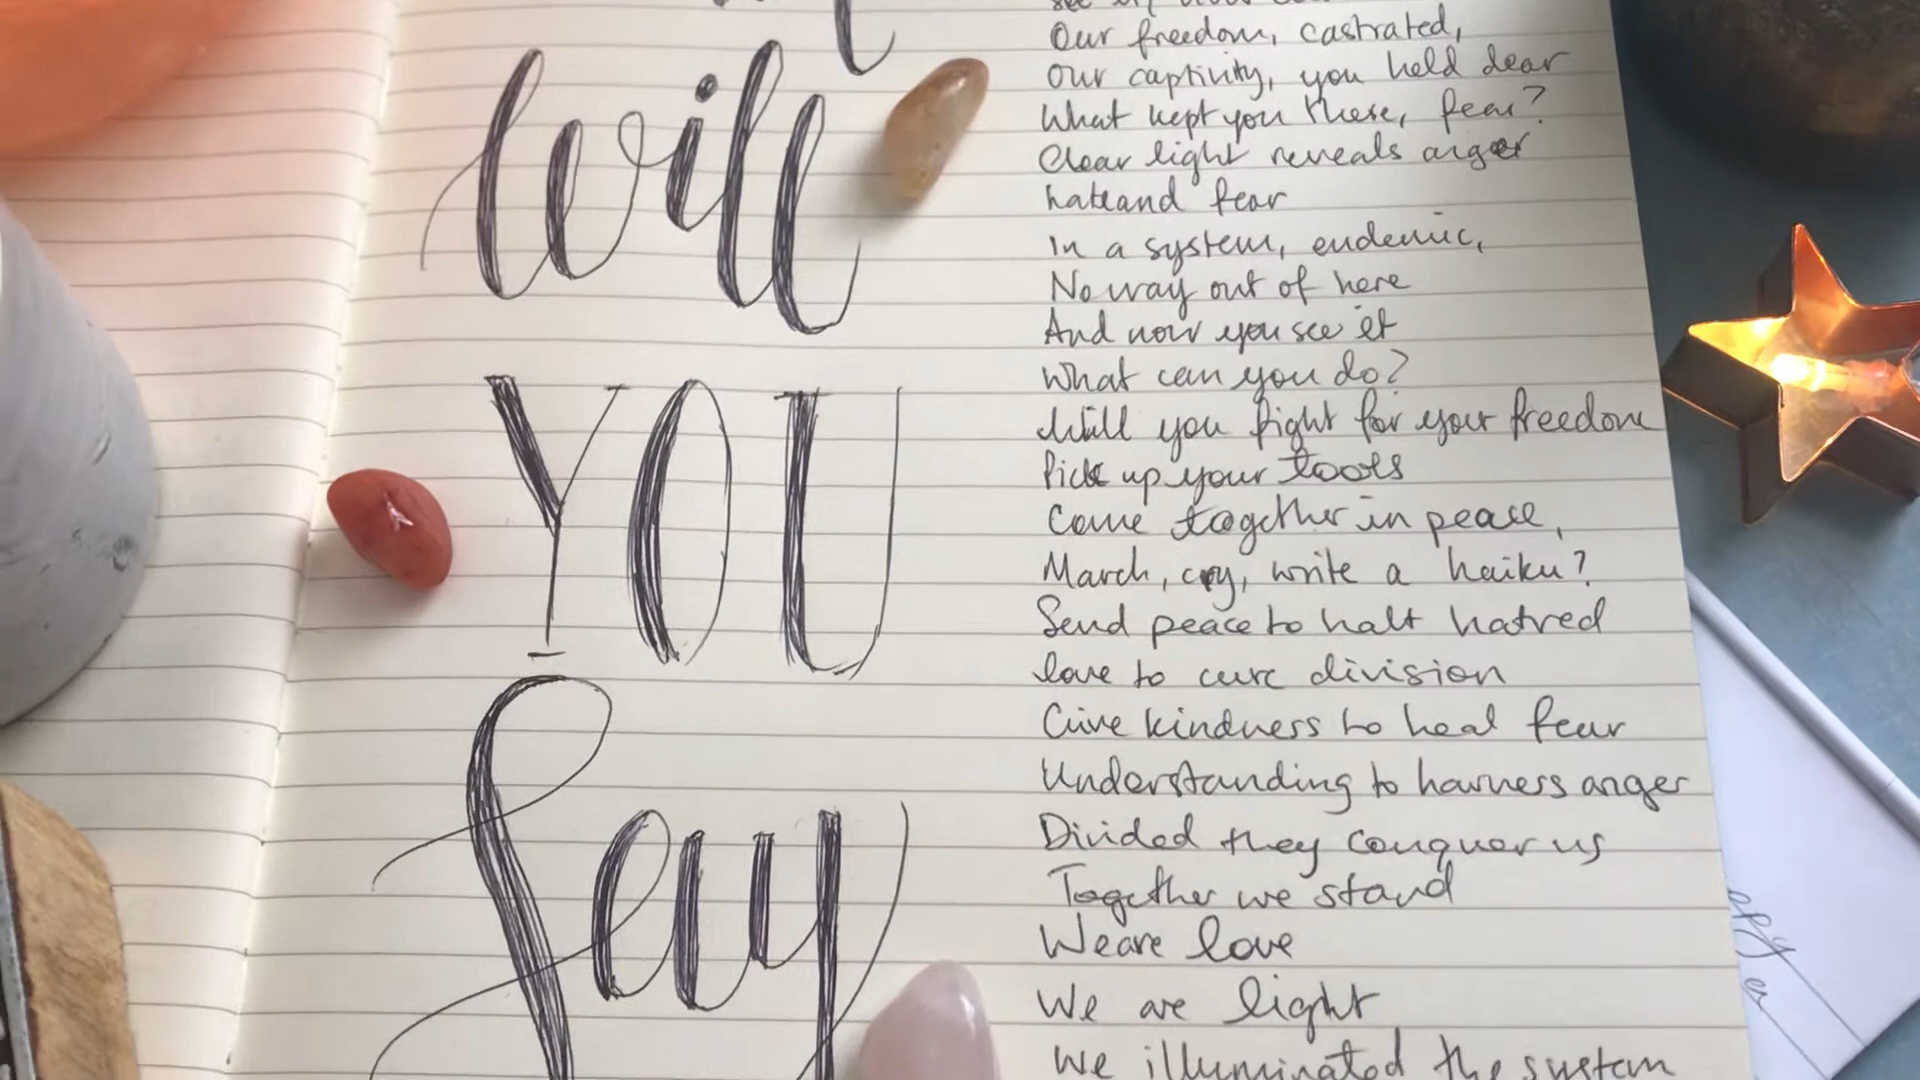 Will
YOU
Say
Our freedom, castrated,
Our captivity, you held dear
What kept you there, fear?
Clear light reveals anger
hate and fear
In a system, endemic,
No way out of here
And now you see it
What can you do?
Will you fight for your freedom
Pick up your tools
Come together in peace,
March, cry, write a haiku?
Send peace to halt hatred
love to cure division
Give kindness to heal fear
Understanding to harness anger
Divided they conquer us
Together we stand
We are love
We are light
We illuminated the system